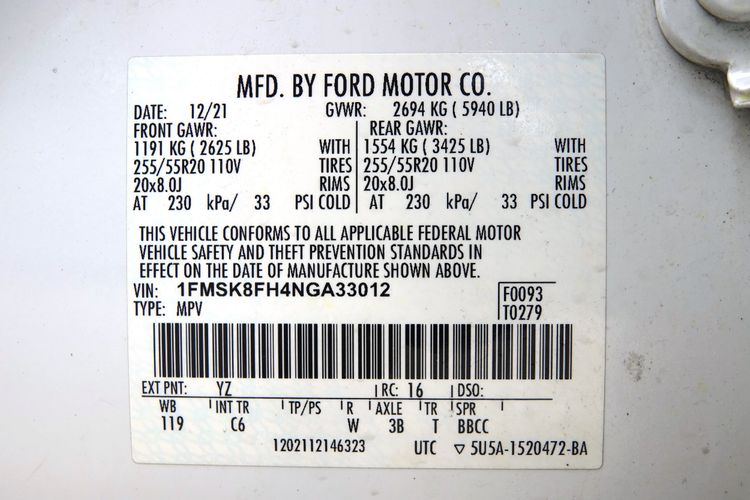 MFD. BY FORD MOTOR CO.
DATE: 12/21 GVWR: 2694 KG ( 5940 LB)
FRONT GAWR: REAR GAWR:
1191 KG ( 2625 LB) WITH 1554 KG ( 3425 LB) WITH
255/55R20 110V TIRES 255/55R20 110V TIRES
20x8.0J RIMS 20x8.0J RIMS
AT 230 kPa/ 33 PSI COLD AT 230 kPa/ 33 PSI COLD
THIS VEHICLE CONFORMS TO ALL APPLICABLE FEDERAL MOTOR
VEHICLE SAFETY AND THEFT PREVENTION STANDARDS IN
EFFECT ON THE DATE OF MANUFACTURE SHOWN ABOVE.
VIN: 1FMSK8FH4NGA33012 F0093
TYPE: MPV T0279
EXT PNT: YZ RC: 16 DSO:
WB INT TR TP/PS R AXLE TR SPR
119 C6 W 3B T BBCC
1202112146323 UTC ▽ 5U5A-1520472-BA